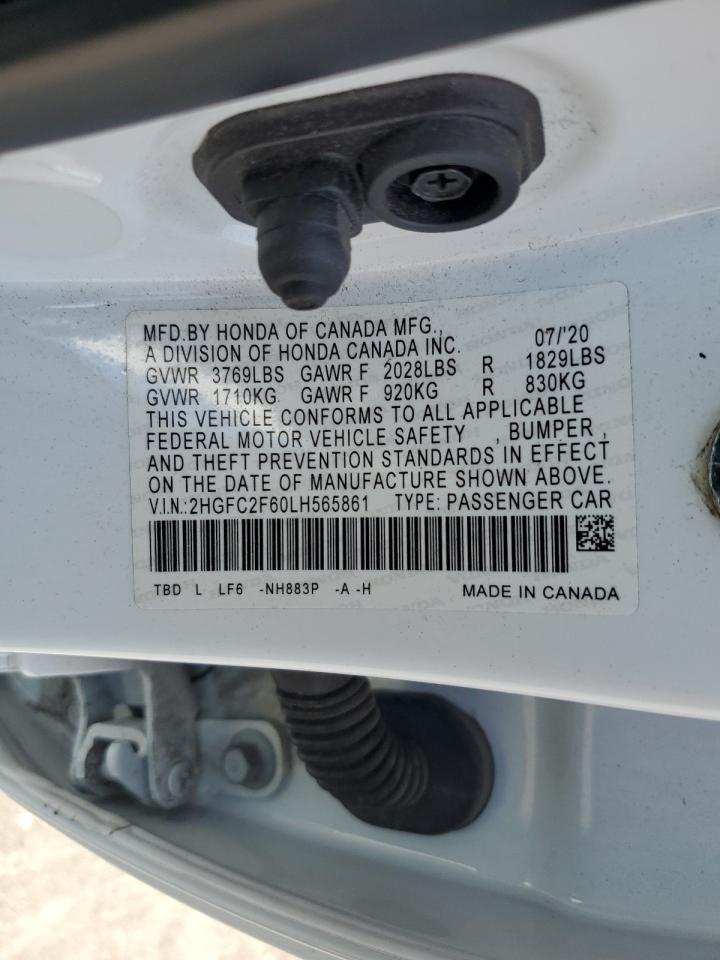 MFD.BY HONDA OF CANADA MFG., 07/'20
A DIVISION OF HONDA CANADA INC.
GVWR 3769LBS GAWR F 2028LBS R 1829LBS
GVWR 1710KG GAWR F 920KG R 830KG
THIS VEHICLE CONFORMS TO ALL APPLICABLE
FEDERAL MOTOR VEHICLE SAFETY , BUMPER ,
AND THEFT PREVENTION STANDARDS IN EFFECT
ON THE DATE OF MANUFACTURE SHOWN ABOVE.
V.I.N.:2HGFC2F60LH565861 TYPE: PASSENGER CAR
TBD L LF6 -NH883P -A -H MADE IN CANADA